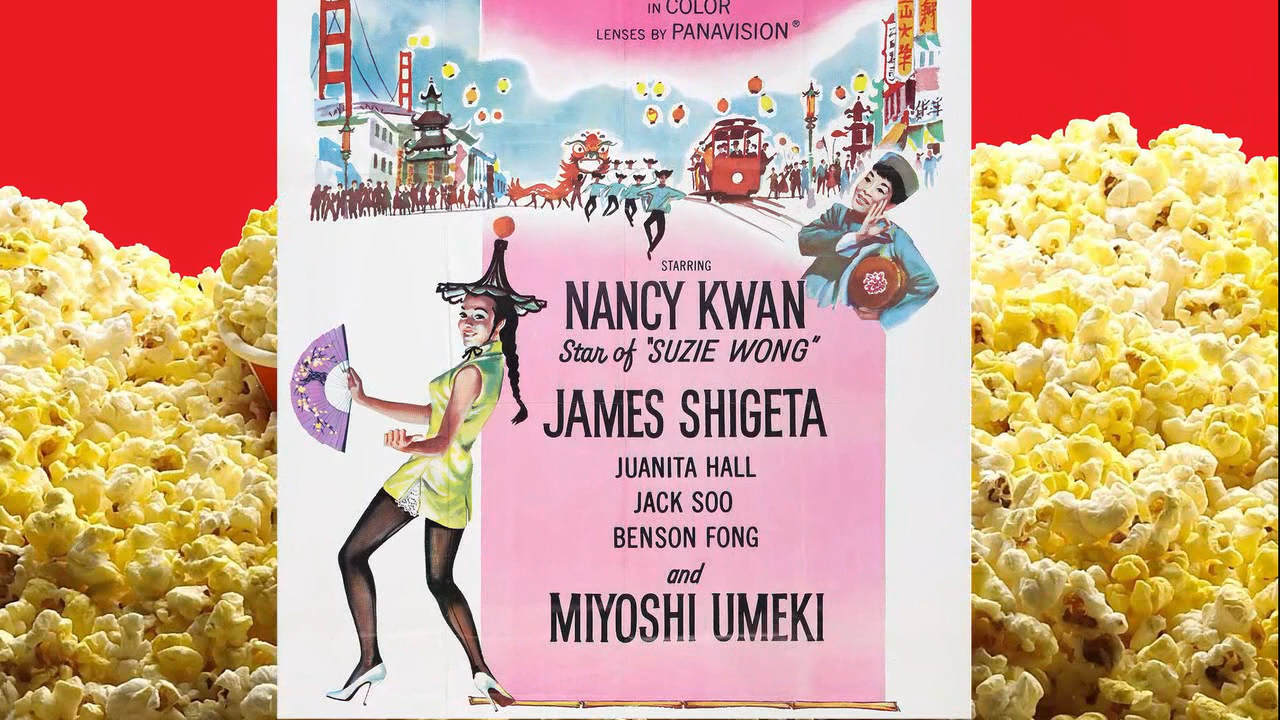 IN COLOR
LENSES BY PANAVISION®
STARRING
NANCY KWAN
Star of "SUZIE WONG"
JAMES SHIGETA
JUANITA HALL
JACK SOO
BENSON FONG
and
MIYOSHI UMEKI